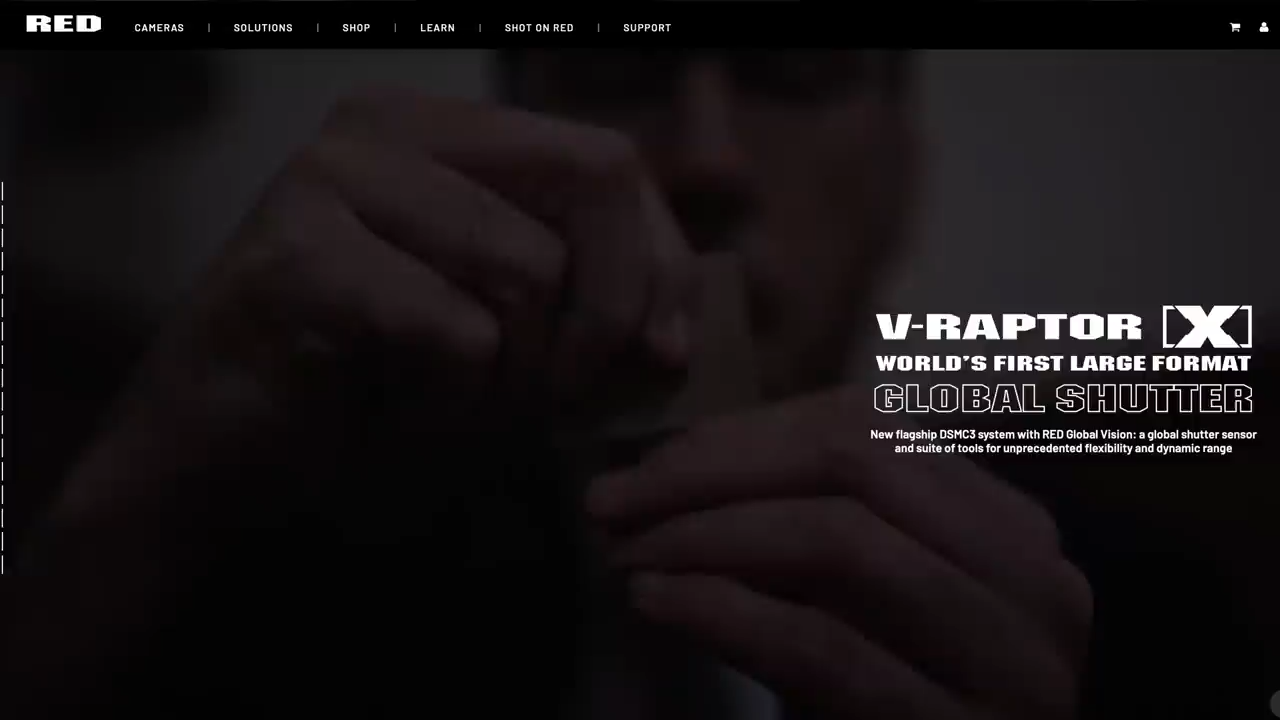 RED
CAMERAS | SOLUTIONS | SHOP | LEARN | SHOT ON RED | SUPPORT
V-RAPTOR [X]
WORLD'S FIRST LARGE FORMAT
GLOBAL SHUTTER
New flagship DSMC3 system with RED Global Vision: a global shutter sensor
and suite of tools for unprecedented flexibility and dynamic range